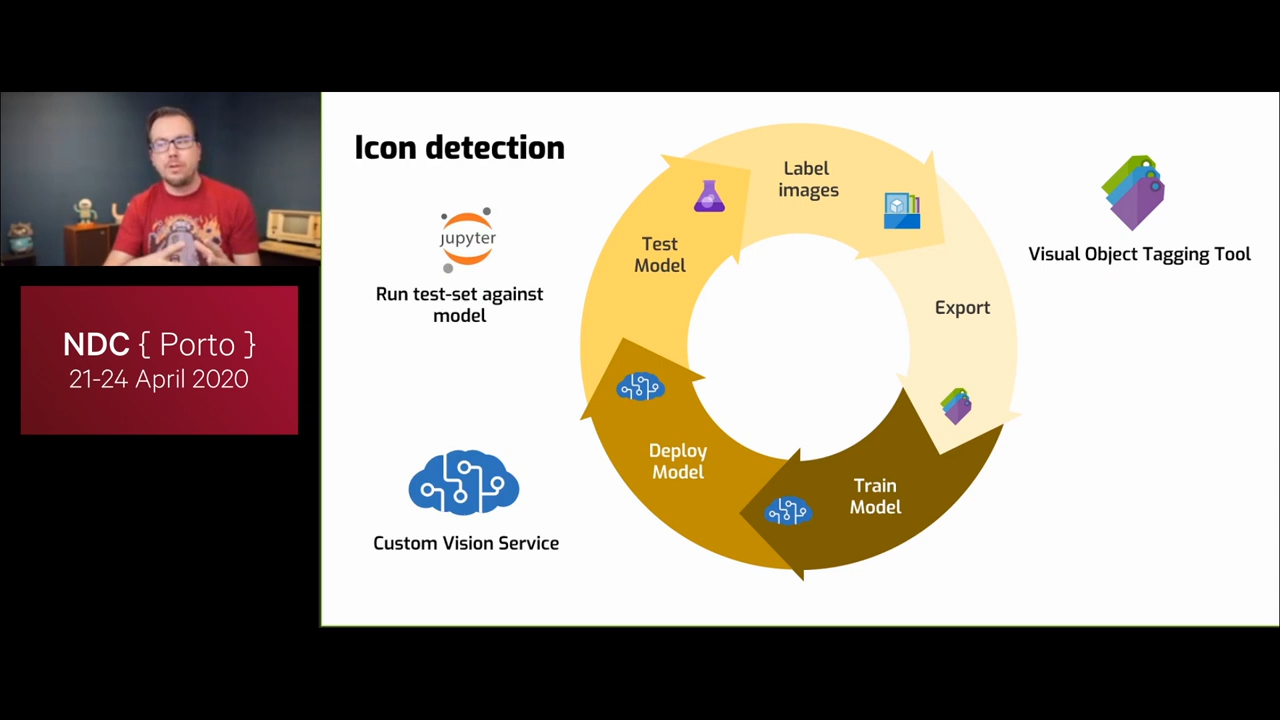 Icon detection
jupyter
Run test-set against
model
Custom Vision Service
Label
images
Export
Train
Model
Deploy
Model
Test
Model
Visual Object Tagging Tool
NDC { Porto }
21-24 April 2020